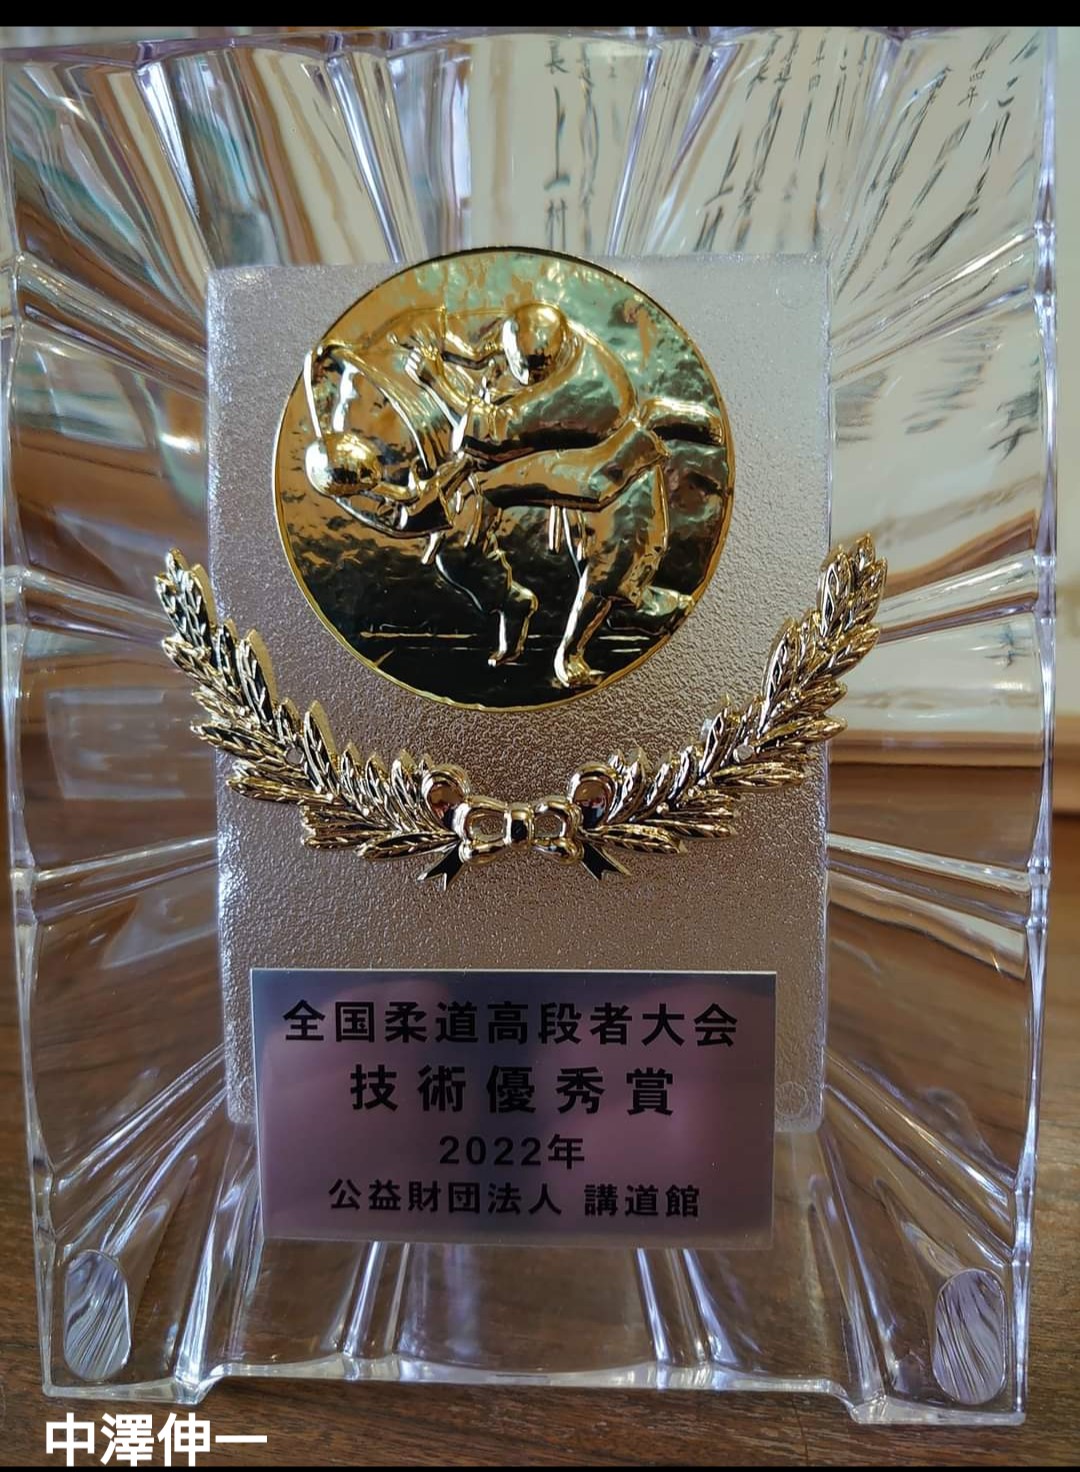 全国柔道高段者大会
技術優秀賞
2022年
公益財団法人 講道館
中澤伸一